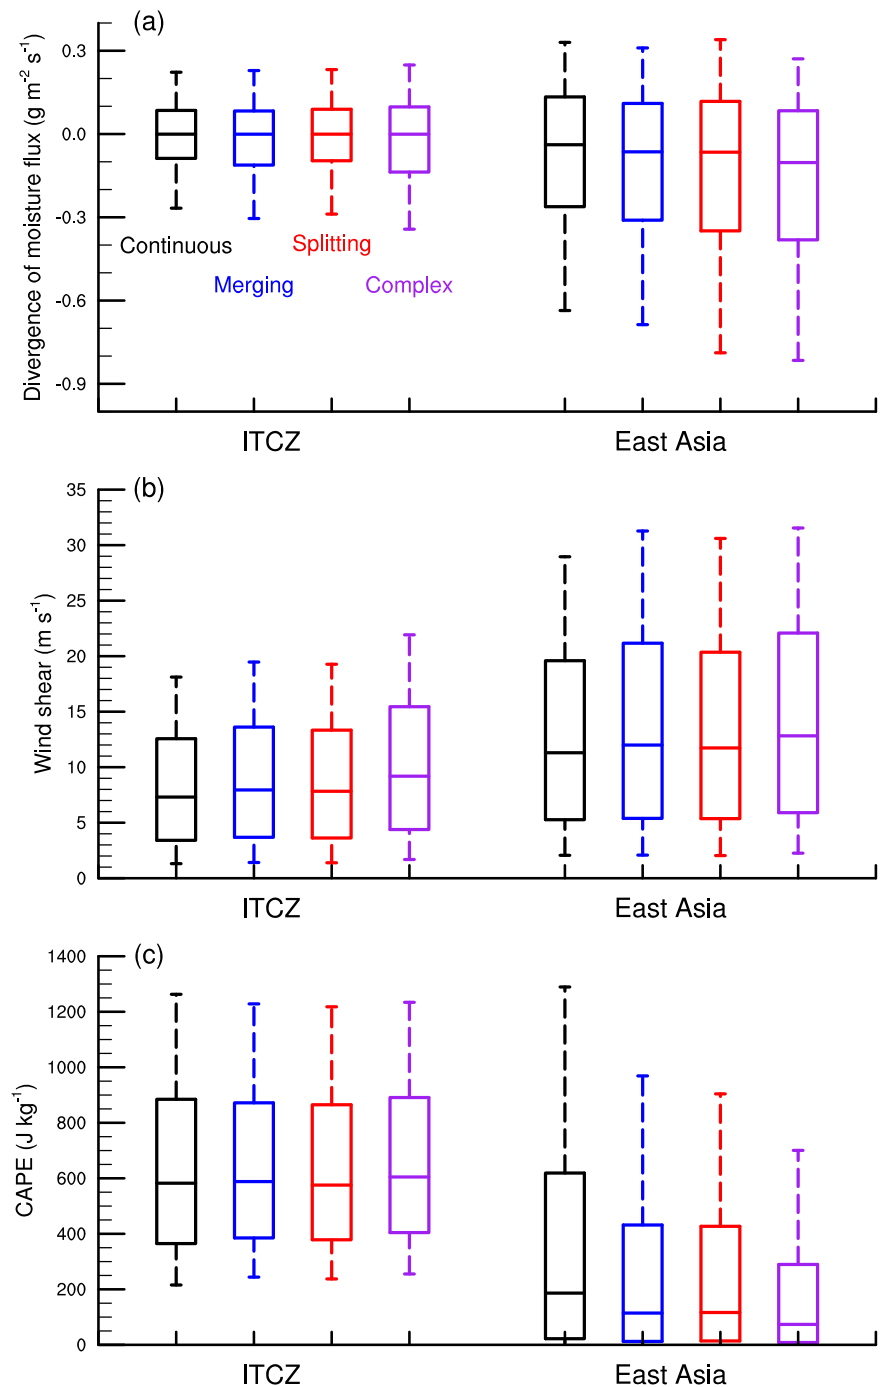 (a)
Divergence of moisture flux (g m⁻² s⁻¹)
0.3
0.0
-0.3
-0.6
-0.9
Continuous
Merging
Splitting
Complex
ITCZ
East Asia
(b)
Wind shear (m s⁻¹)
35
30
25
20
15
10
5
0
ITCZ
East Asia
(c)
CAPE (J kg⁻¹)
1400
1200
1000
800
600
400
200
0
ITCZ
East Asia